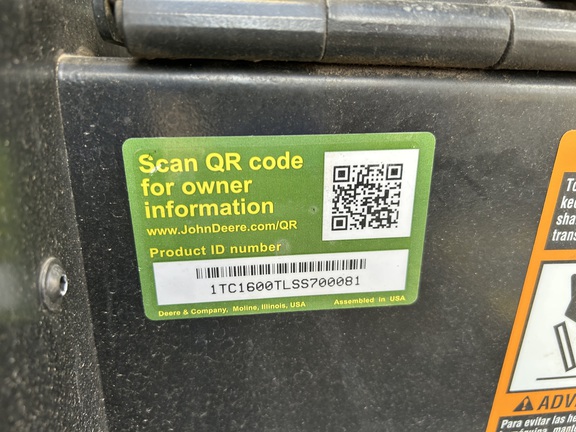 Scan QR code
for owner
information
www.JohnDeere.com/QR
Product ID number
1TC1600TLSS700081
Deere & Company, Moline, Illinois, USA Assembled in USA
ADV
Para evitar las he